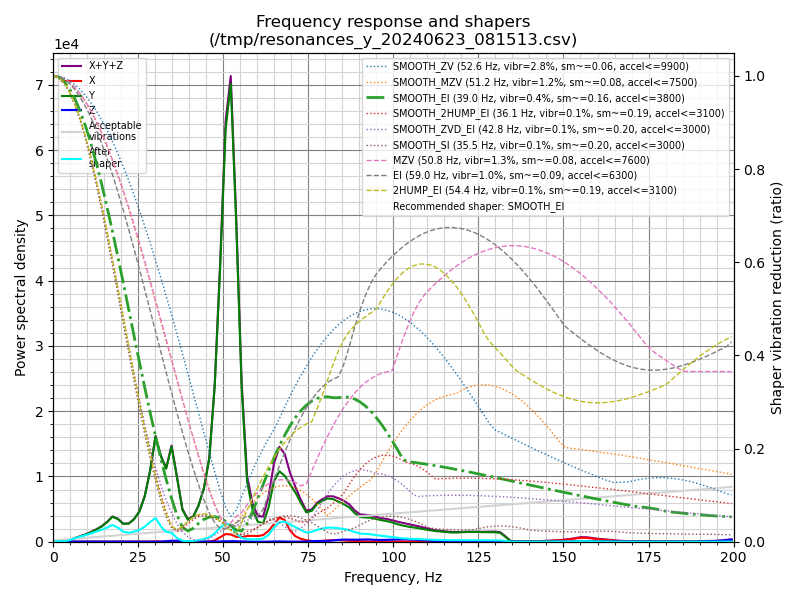 Frequency response and shapers
(/tmp/resonances_y_20240623_081513.csv)
1e4
X+Y+Z
X
Y
Z
Acceptable
vibrations
After
shaper
SMOOTH_ZV (52.6 Hz, vibr=2.8%, sm~=0.06, accel<=9900)
SMOOTH_MZV (51.2 Hz, vibr=1.2%, sm~=0.08, accel<=7500)
SMOOTH_EI (39.0 Hz, vibr=0.4%, sm~=0.16, accel<=3800)
SMOOTH_2HUMP_EI (36.1 Hz, vibr=0.1%, sm~=0.19, accel<=3100)
SMOOTH_ZVD_EI (42.8 Hz, vibr=0.1%, sm~=0.20, accel<=3000)
SMOOTH_SI (35.5 Hz, vibr=0.1%, sm~=0.20, accel<=3000)
MZV (50.8 Hz, vibr=1.3%, sm~=0.08, accel<=7600)
EI (59.0 Hz, vibr=1.0%, sm~=0.09, accel<=6300)
2HUMP_EI (54.4 Hz, vibr=0.1%, sm~=0.19, accel<=3100)
Recommended shaper: SMOOTH_EI
Power spectral density
7
6
5
4
3
2
1
0
1.0
0.8
0.6
0.4
0.2
0.0
Shaper vibration reduction (ratio)
0 25 50 75 100 125 150 175 200
Frequency, Hz